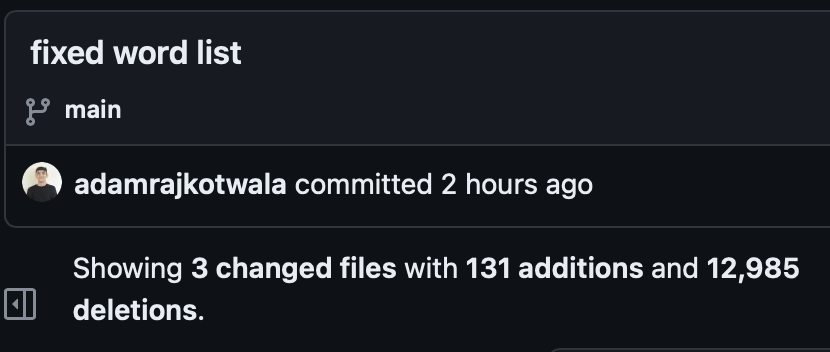 fixed word list
main
adamrajkotwala committed 2 hours ago
Showing 3 changed files with 131 additions and 12,985
deletions.